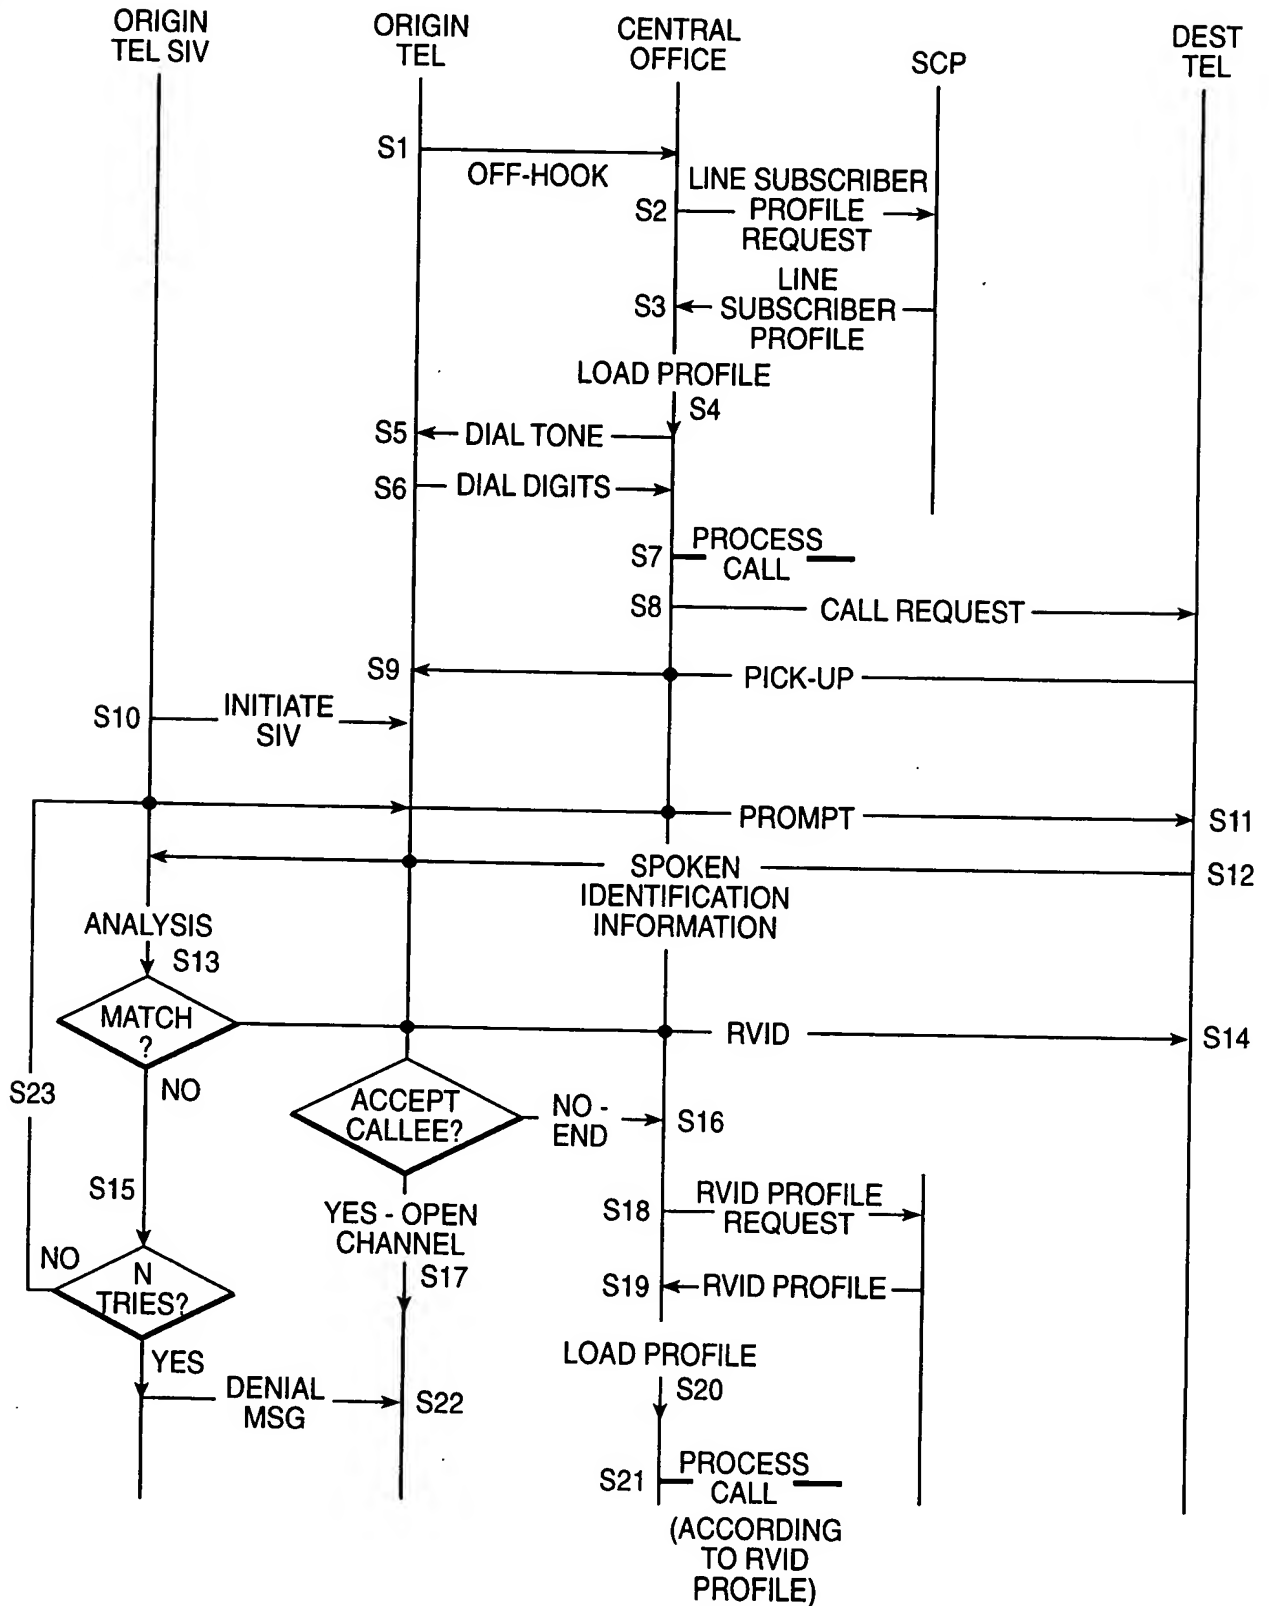 ORIGIN
TEL SIV
ORIGIN
TEL
CENTRAL
OFFICE
SCP
DEST
TEL
S1
OFF-HOOK
S2
LINE SUBSCRIBER
PROFILE
REQUEST
S3
LINE
SUBSCRIBER
PROFILE
LOAD PROFILE
S4
S5
DIAL TONE
S6
DIAL DIGITS
S7
PROCESS
CALL
S8
CALL REQUEST
S9
PICK-UP
S10
INITIATE
SIV
PROMPT
S11
SPOKEN
IDENTIFICATION
INFORMATION
S12
ANALYSIS
S13
MATCH
?
RVID
S14
S23
NO
ACCEPT
CALLEE?
NO -
END
S16
S15
YES - OPEN
CHANNEL
S17
S18
RVID PROFILE
REQUEST
NO
N
TRIES?
S19
RVID PROFILE
YES
LOAD PROFILE
S20
DENIAL
MSG
S22
S21
PROCESS
CALL
(ACCORDING
TO RVID
PROFILE)